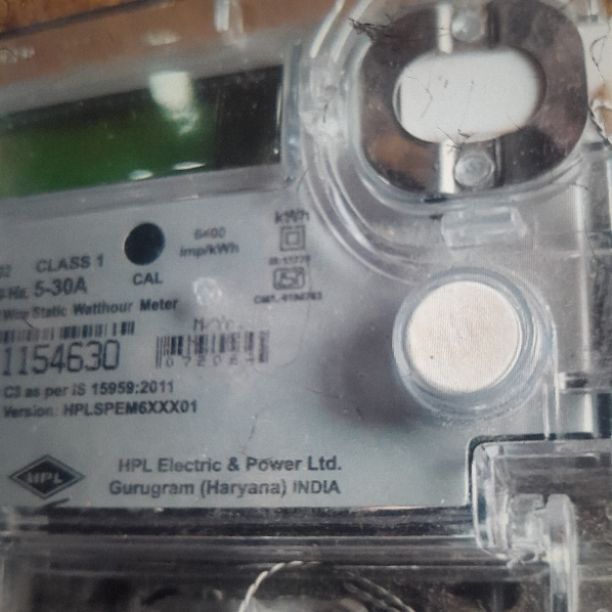 kWh
CLASS 1
6400
imp/kWh
CAL
5-30A
Static Watthour Meter
1154630
C3 as per IS 15959:2011
Version: HPLSPEM6XXX01
HPL
HPL Electric & Power Ltd.
Gurugram (Haryana) INDIA